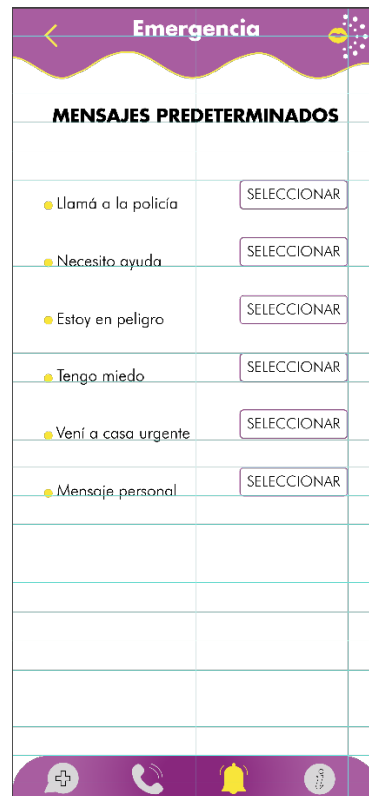 Emergencia
MENSAJES PREDETERMINADOS
Llamá a la policía SELECCIONAR
Necesito ayuda SELECCIONAR
Estoy en peligro SELECCIONAR
Tengo miedo SELECCIONAR
Vení a casa urgente SELECCIONAR
Mensaje personal SELECCIONAR